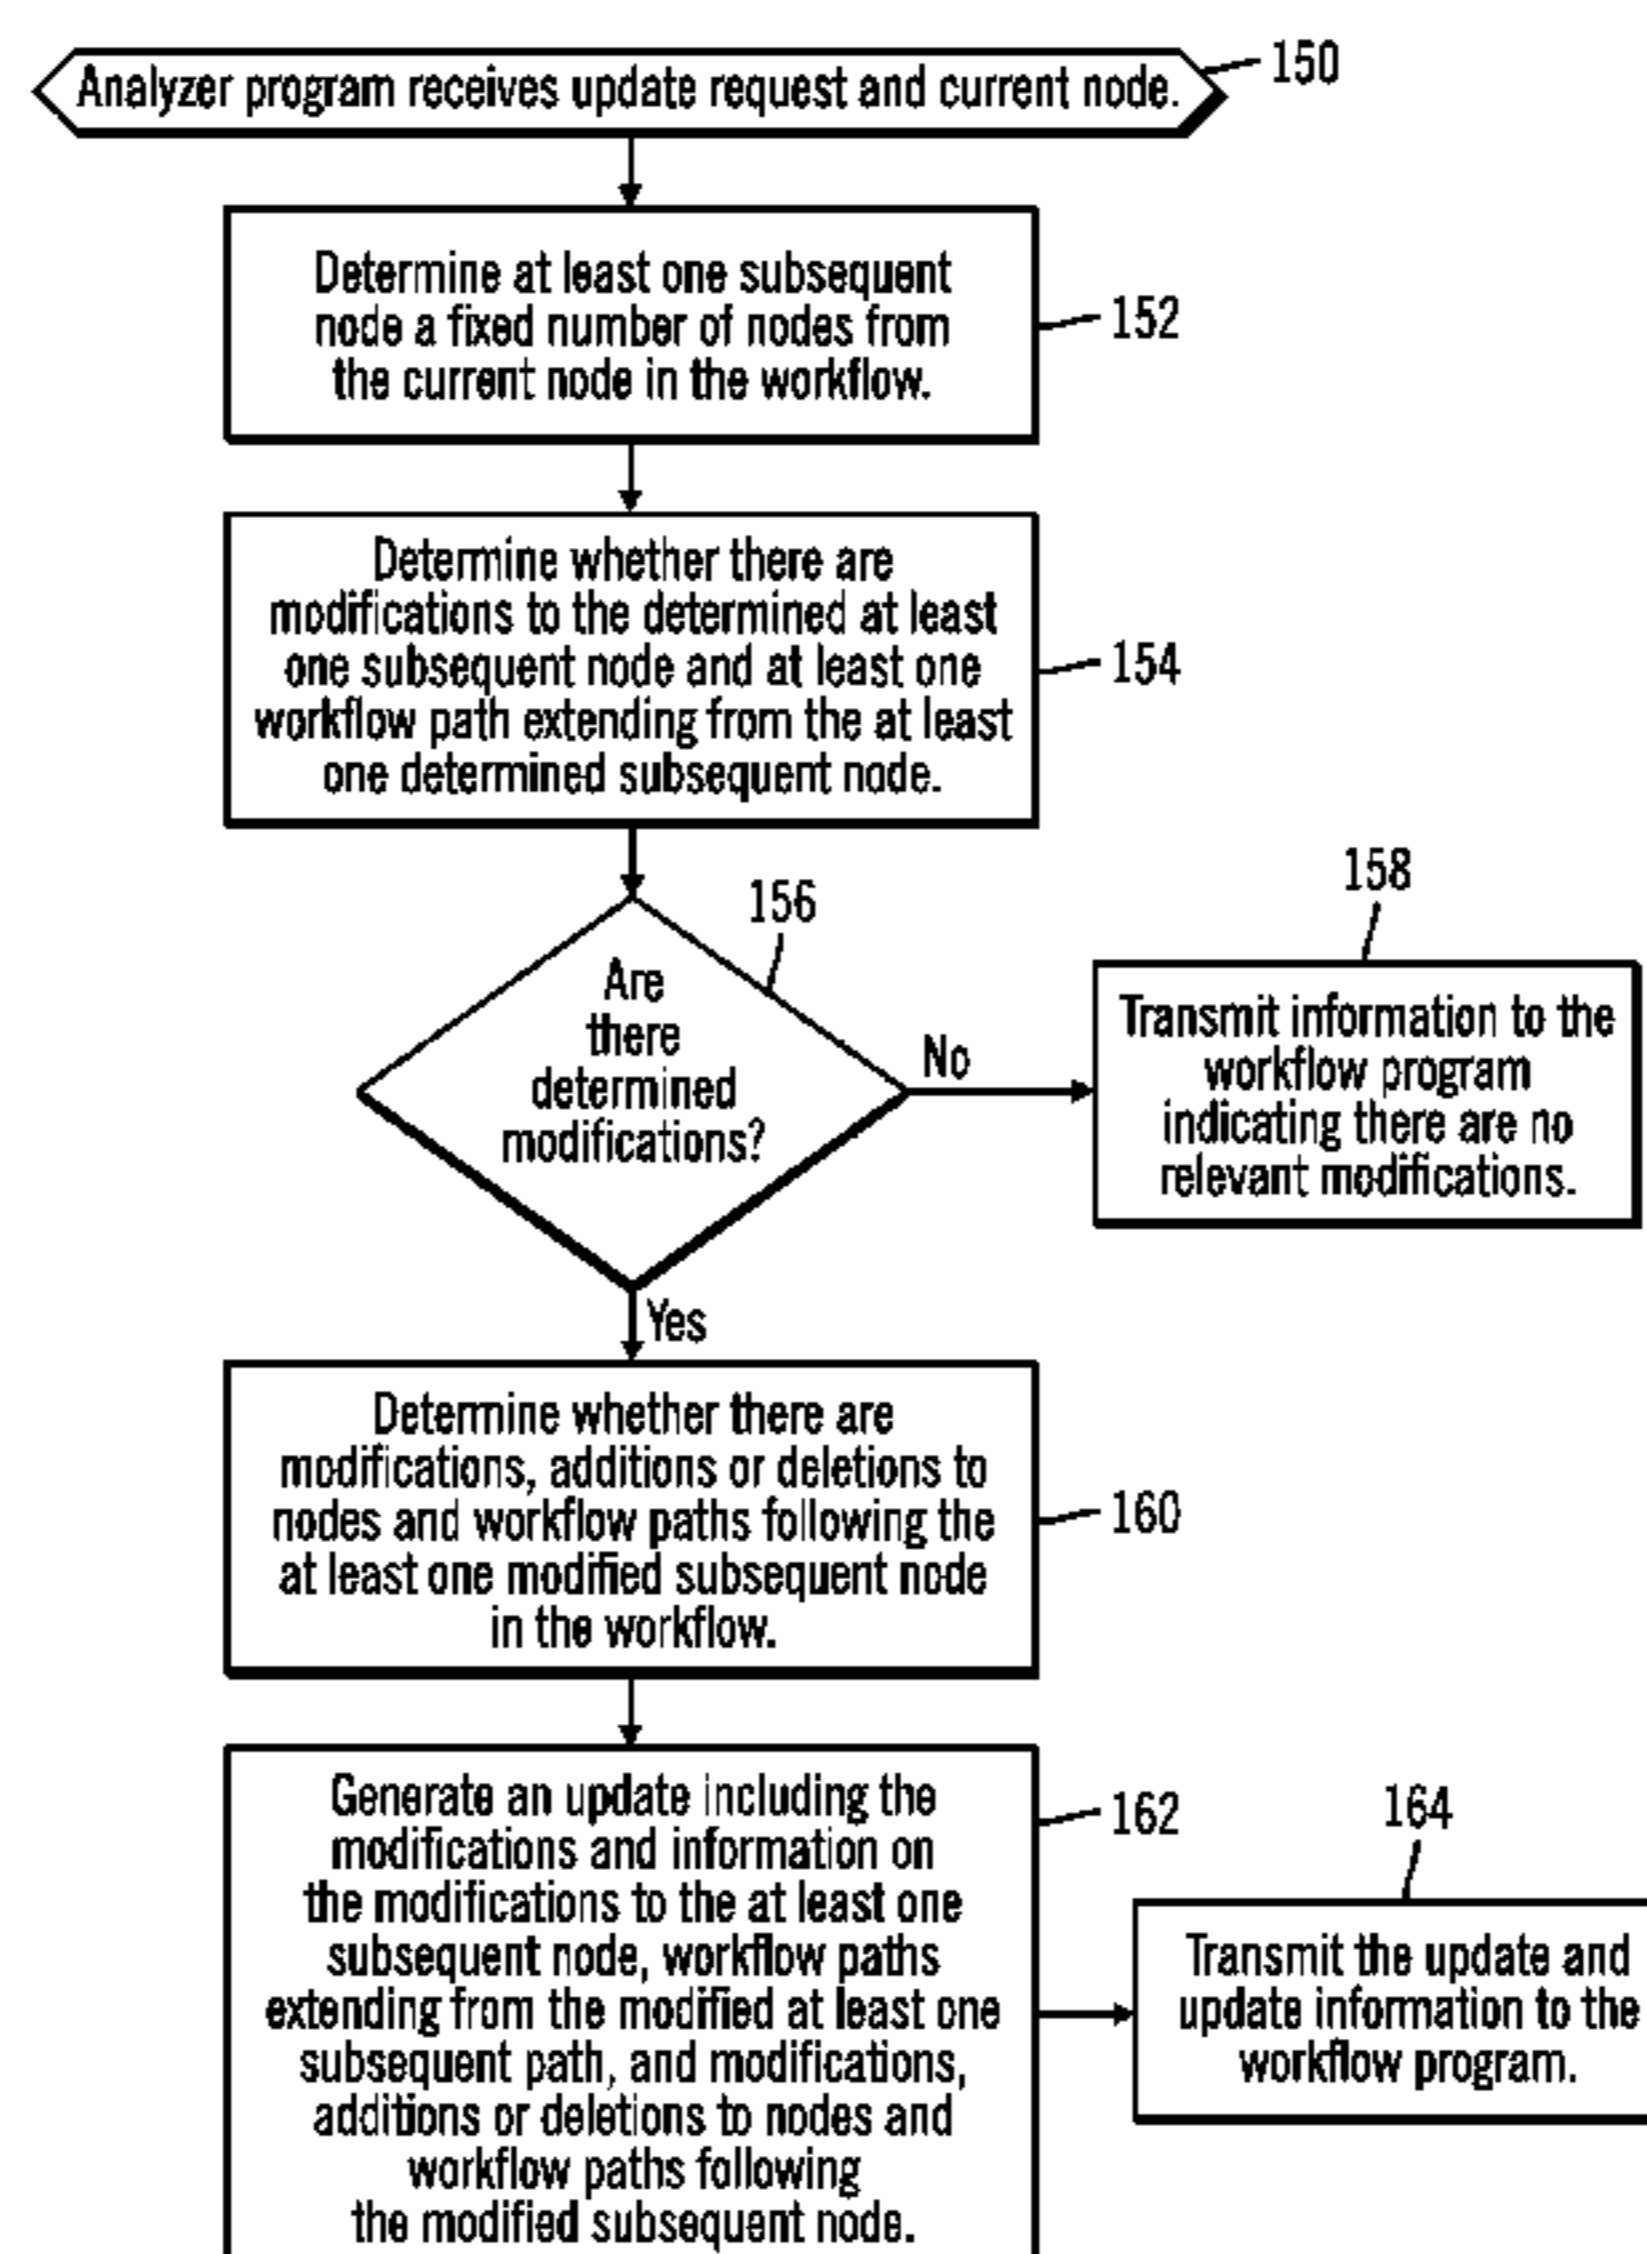 Analyzer program receives update request and current node.
150
Determine at least one subsequent
node a fixed number of nodes from
the current node in the workflow.
152
Determine whether there are
modifications to the determined at least
one subsequent node and at least one
workflow path extending from the at least
one determined subsequent node.
154
156
Are
there
determined
modifications?
No
158
Transmit information to the
workflow program
indicating there are no
relevant modifications.
Yes
Determine whether there are
modifications, additions or deletions to
nodes and workflow paths following the
at least one modified subsequent node
in the workflow.
160
Generate an update including the
modifications and information on
the modifications to the at least one
subsequent node, workflow paths
extending from the modified at least one
subsequent path, and modifications,
additions or deletions to nodes and
workflow paths following
the modified subsequent node.
162
164
Transmit the update and
update information to the
workflow program.